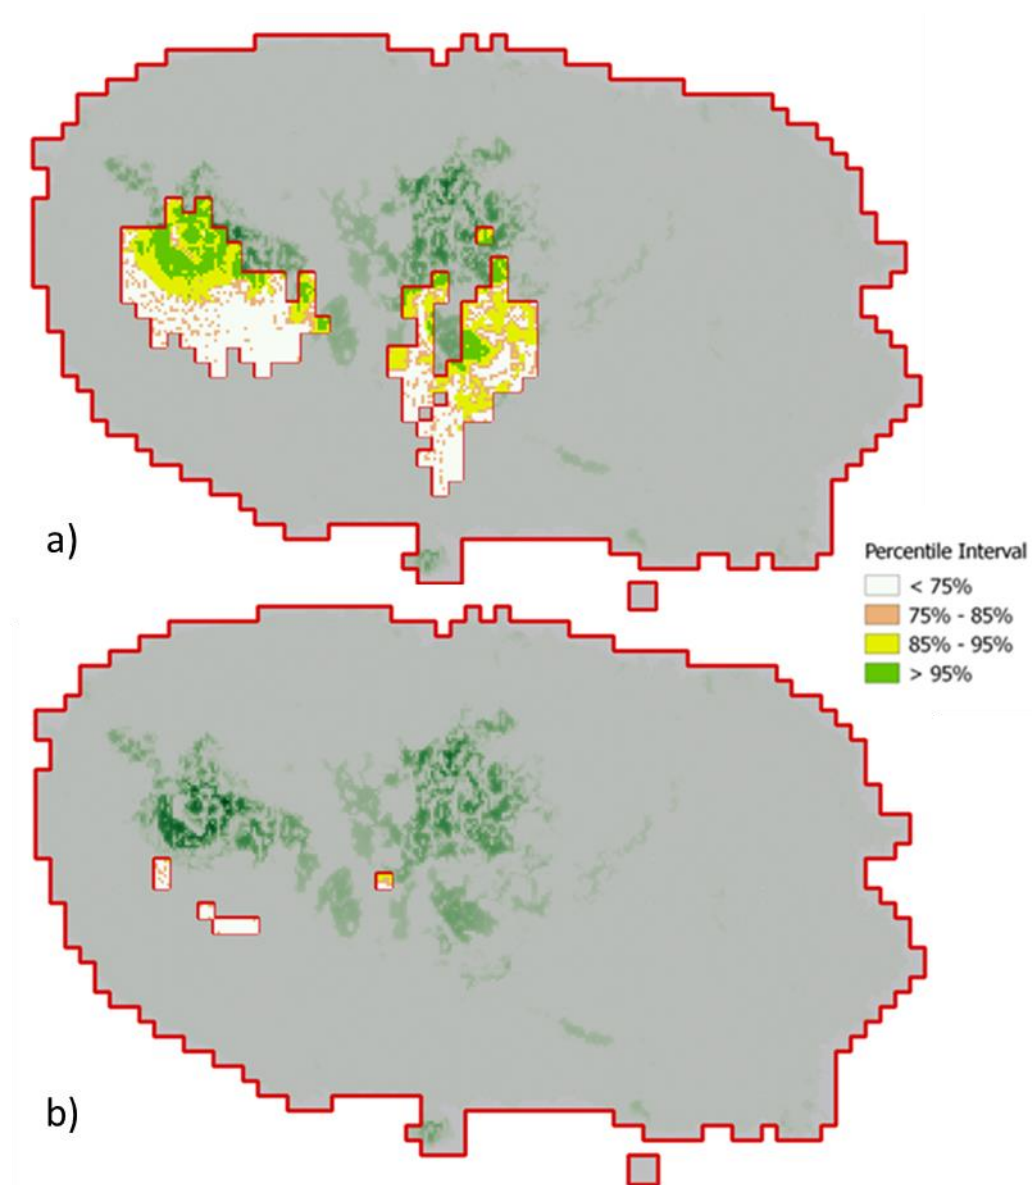 a)
Percentile Interval
< 75%
75% - 85%
85% - 95%
> 95%
b)